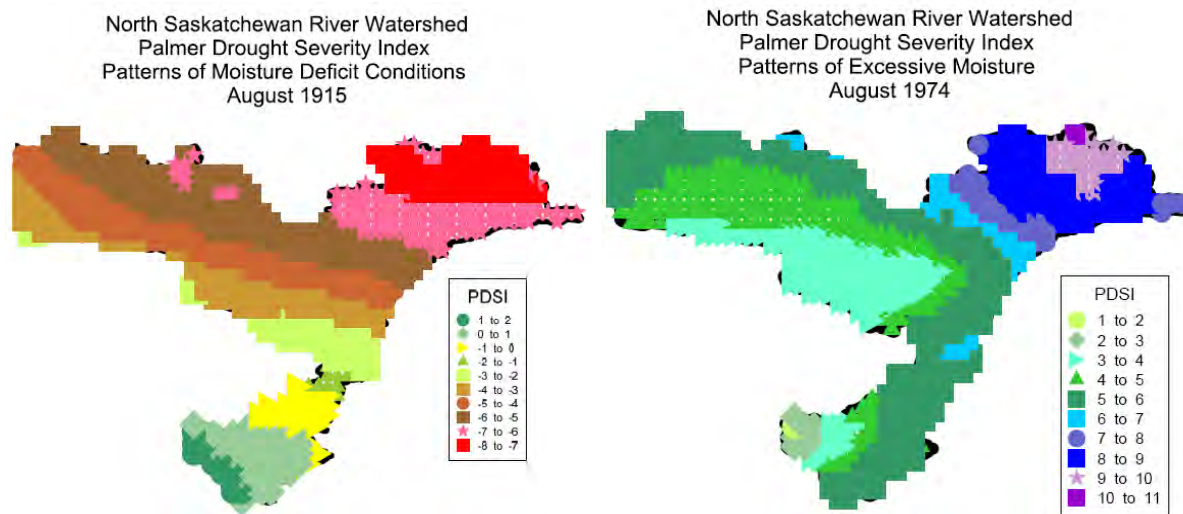 North Saskatchewan River Watershed
Palmer Drought Severity Index
Patterns of Moisture Deficit Conditions
August 1915
PDSI
1 to 2
0 to 1
-1 to 0
-2 to -1
-3 to -2
-4 to -3
-5 to -4
-6 to -5
-7 to -6
-8 to -7
North Saskatchewan River Watershed
Palmer Drought Severity Index
Patterns of Excessive Moisture
August 1974
PDSI
1 to 2
2 to 3
3 to 4
4 to 5
5 to 6
6 to 7
7 to 8
8 to 9
9 to 10
10 to 11